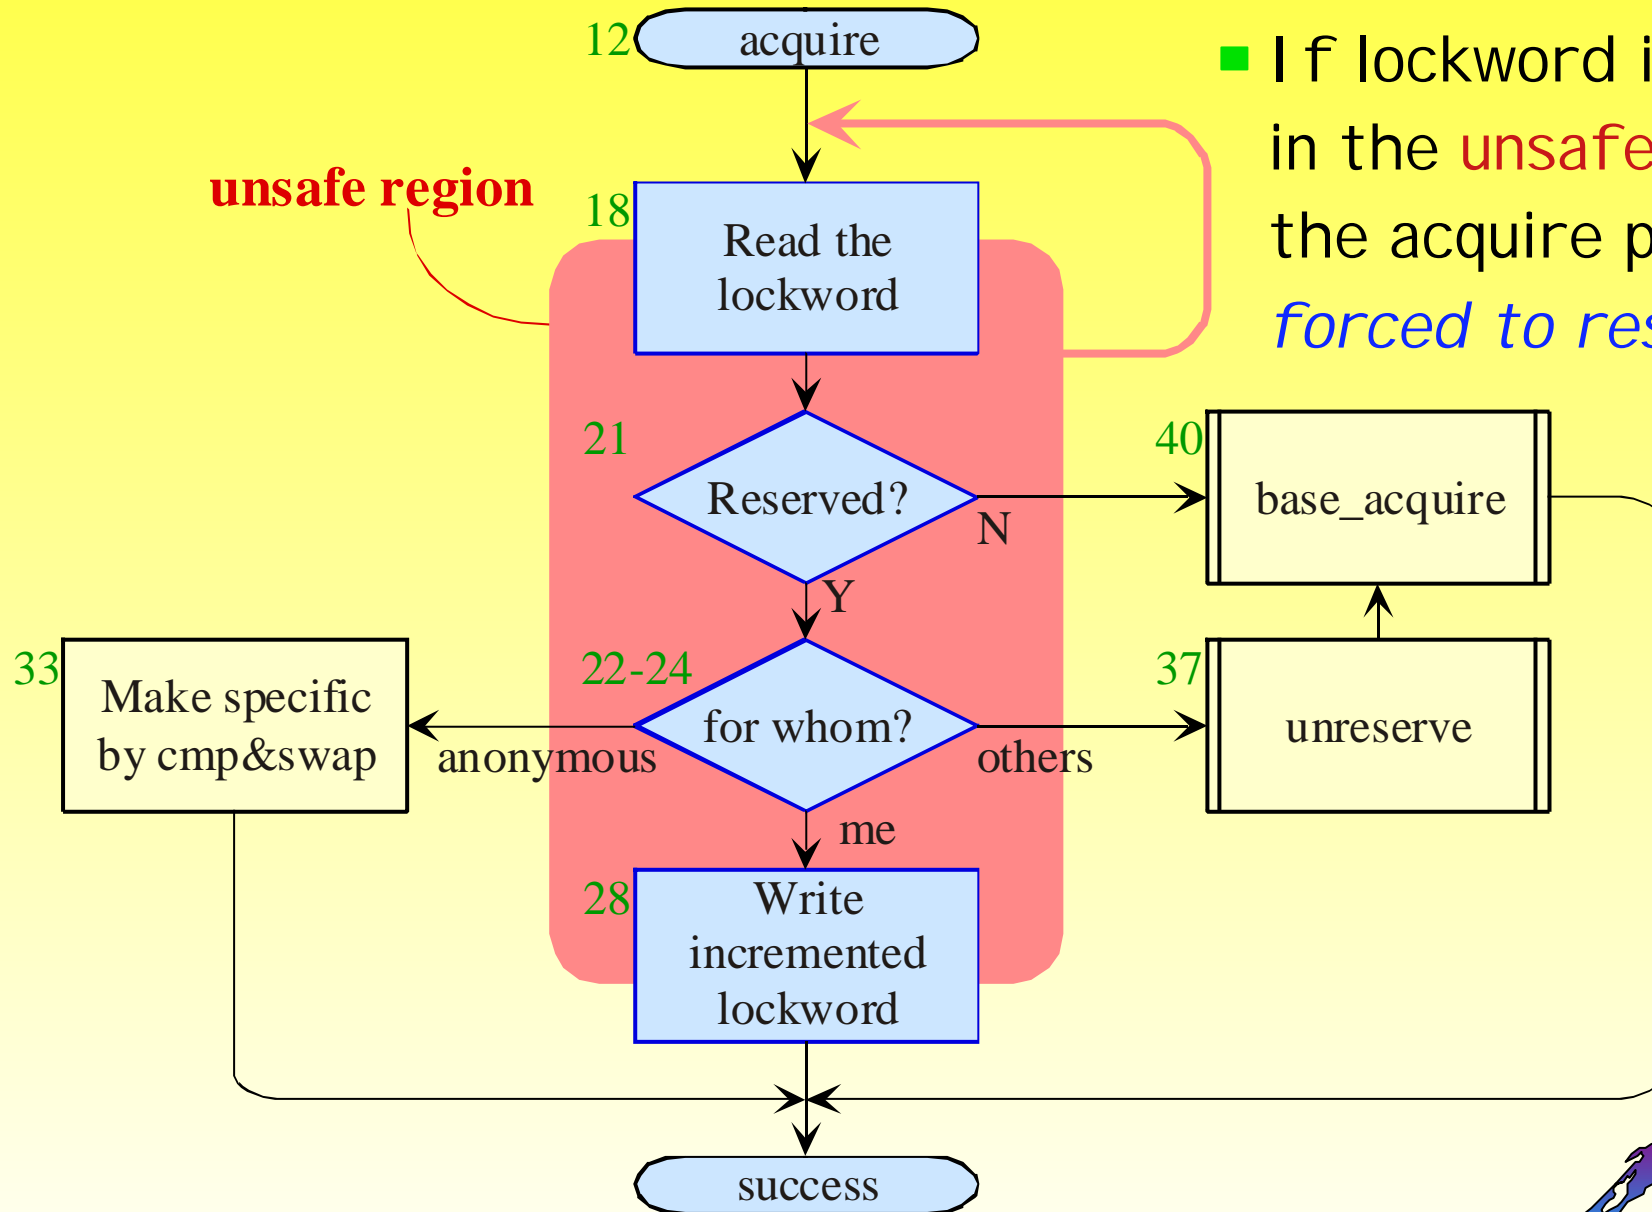 12
acquire
If lockword i
in the unsafe
the acquire p
forced to res
unsafe region
18
Read the
lockword
21
Reserved?
N
Y
40
base_acquire
33
Make specific
by cmp&swap
22-24
for whom?
anonymous
others
me
37
unreserve
28
Write
incremented
lockword
success